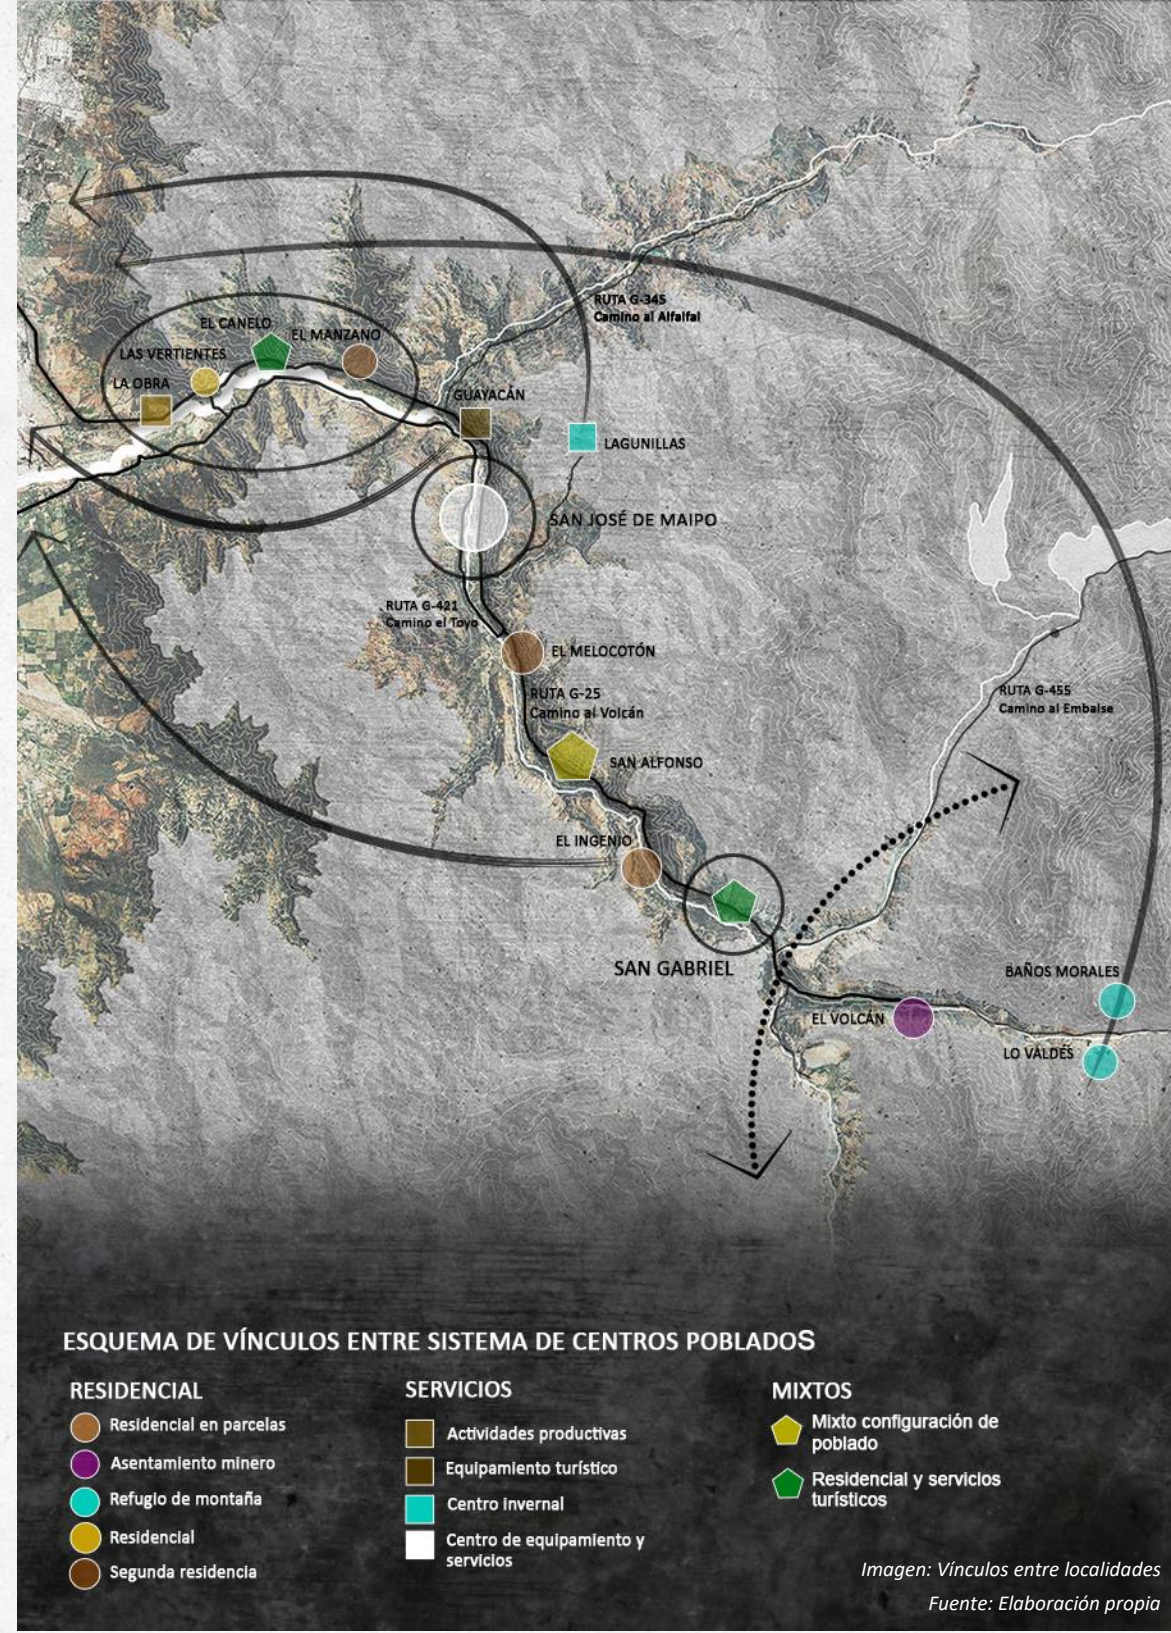 RUTA G-345
Camino al Alfalfal
EL CANELO
EL MANZANO
LAS VERTIENTES
LA OBRA
GUAYACÁN
LAGUNILLAS
SAN JOSÉ DE MAIPO
RUTA G-421
Camino el Toyo
EL MELOCOTÓN
RUTA G-25
Camino al Volcán
RUTA G-455
Camino al Embalse
SAN ALFONSO
EL INGENIO
SAN GABRIEL
BAÑOS MORALES
EL VOLCÁN
LO VALDÉS
ESQUEMA DE VÍNCULOS ENTRE SISTEMA DE CENTROS POBLADOS
RESIDENCIAL
Residencial en parcelas
Asentamiento minero
Refugio de montaña
Residencial
Segunda residencia
SERVICIOS
Actividades productivas
Equipamiento turístico
Centro invernal
Centro de equipamiento y
servicios
MIXTOS
Mixto configuración de
poblado
Residencial y servicios
turísticos
Imagen: Vínculos entre localidades
Fuente: Elaboración propia